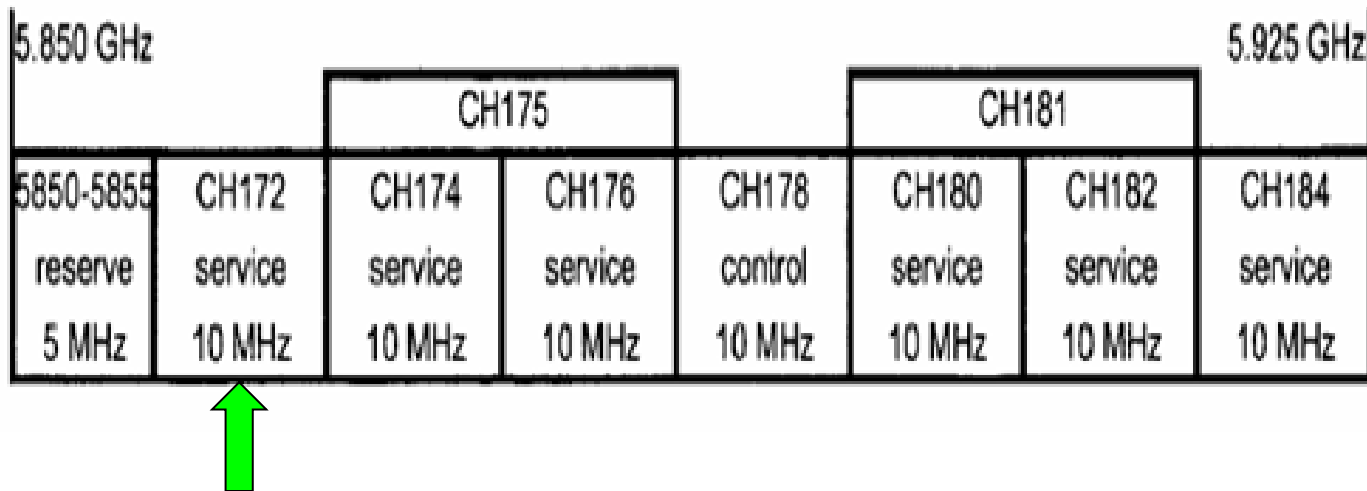 5.850 GHz 5.925 GHz
CH175 CH181
5850-5855 CH172 CH174 CH176 CH178 CH180 CH182 CH184
reserve service service service control service service service
5 MHz 10 MHz 10 MHz 10 MHz 10 MHz 10 MHz 10 MHz 10 MHz